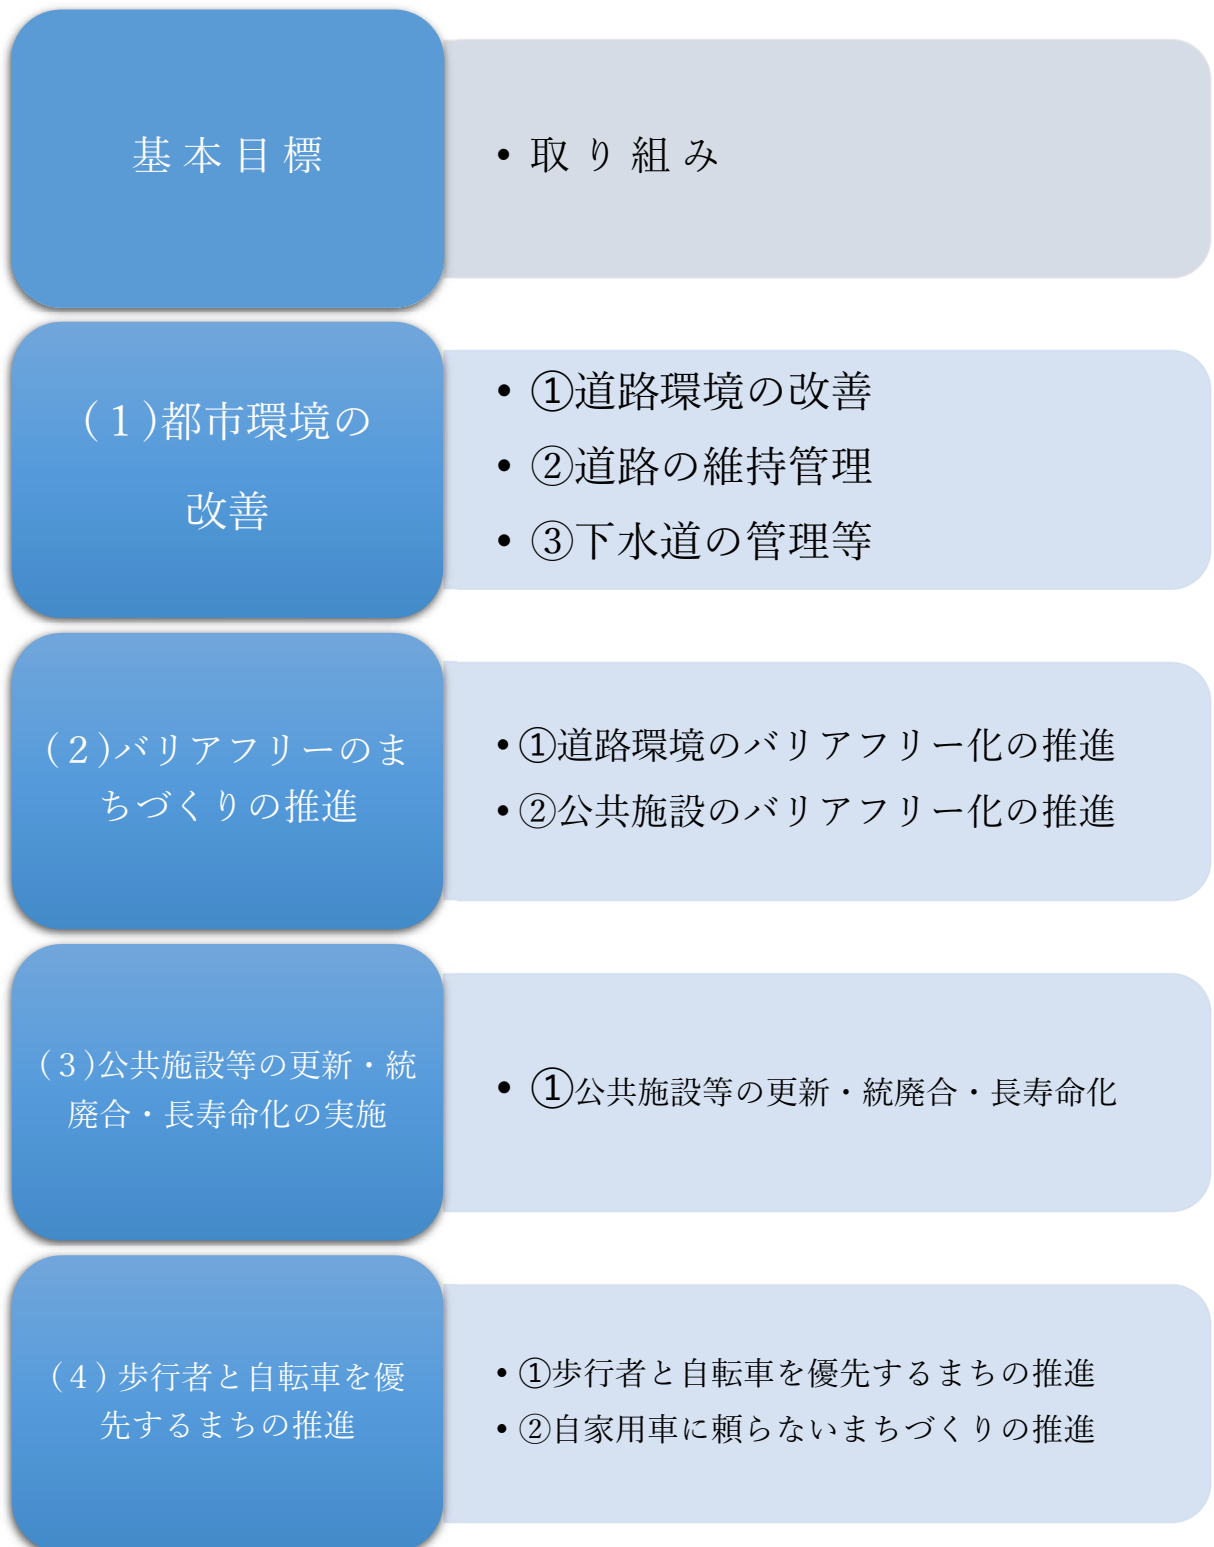 基本目標
• 取り組み
(１)都市環境の
改善
• ①道路環境の改善
• ②道路の維持管理
• ③下水道の管理等
(２)バリアフリーのま
ちづくりの推進
• ①道路環境のバリアフリー化の推進
• ②公共施設のバリアフリー化の推進
(３)公共施設等の更新・統
廃合・長寿命化の実施
• ①公共施設等の更新・統廃合・長寿命化
(４)歩行者と自転車を優
先するまちの推進
• ①歩行者と自転車を優先するまちの推進
• ②自家用車に頼らないまちづくりの推進